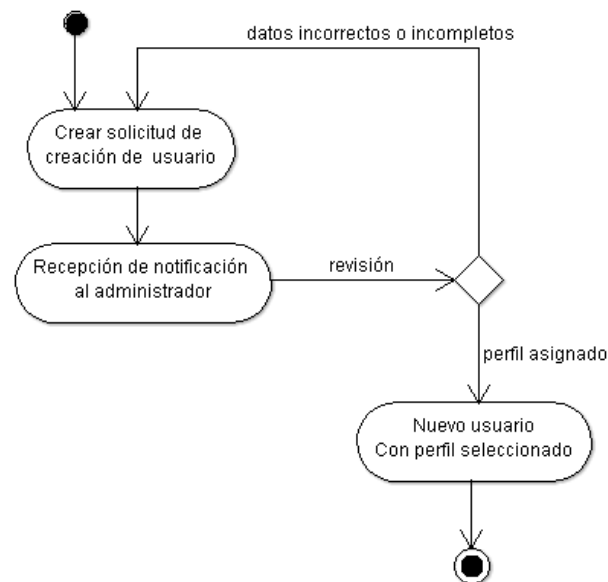 datos incorrectos o incompletos
Crear solicitud de
creación de usuario
Recepción de notificación
al administrador
revisión
perfil asignado
Nuevo usuario
Con perfil seleccionado